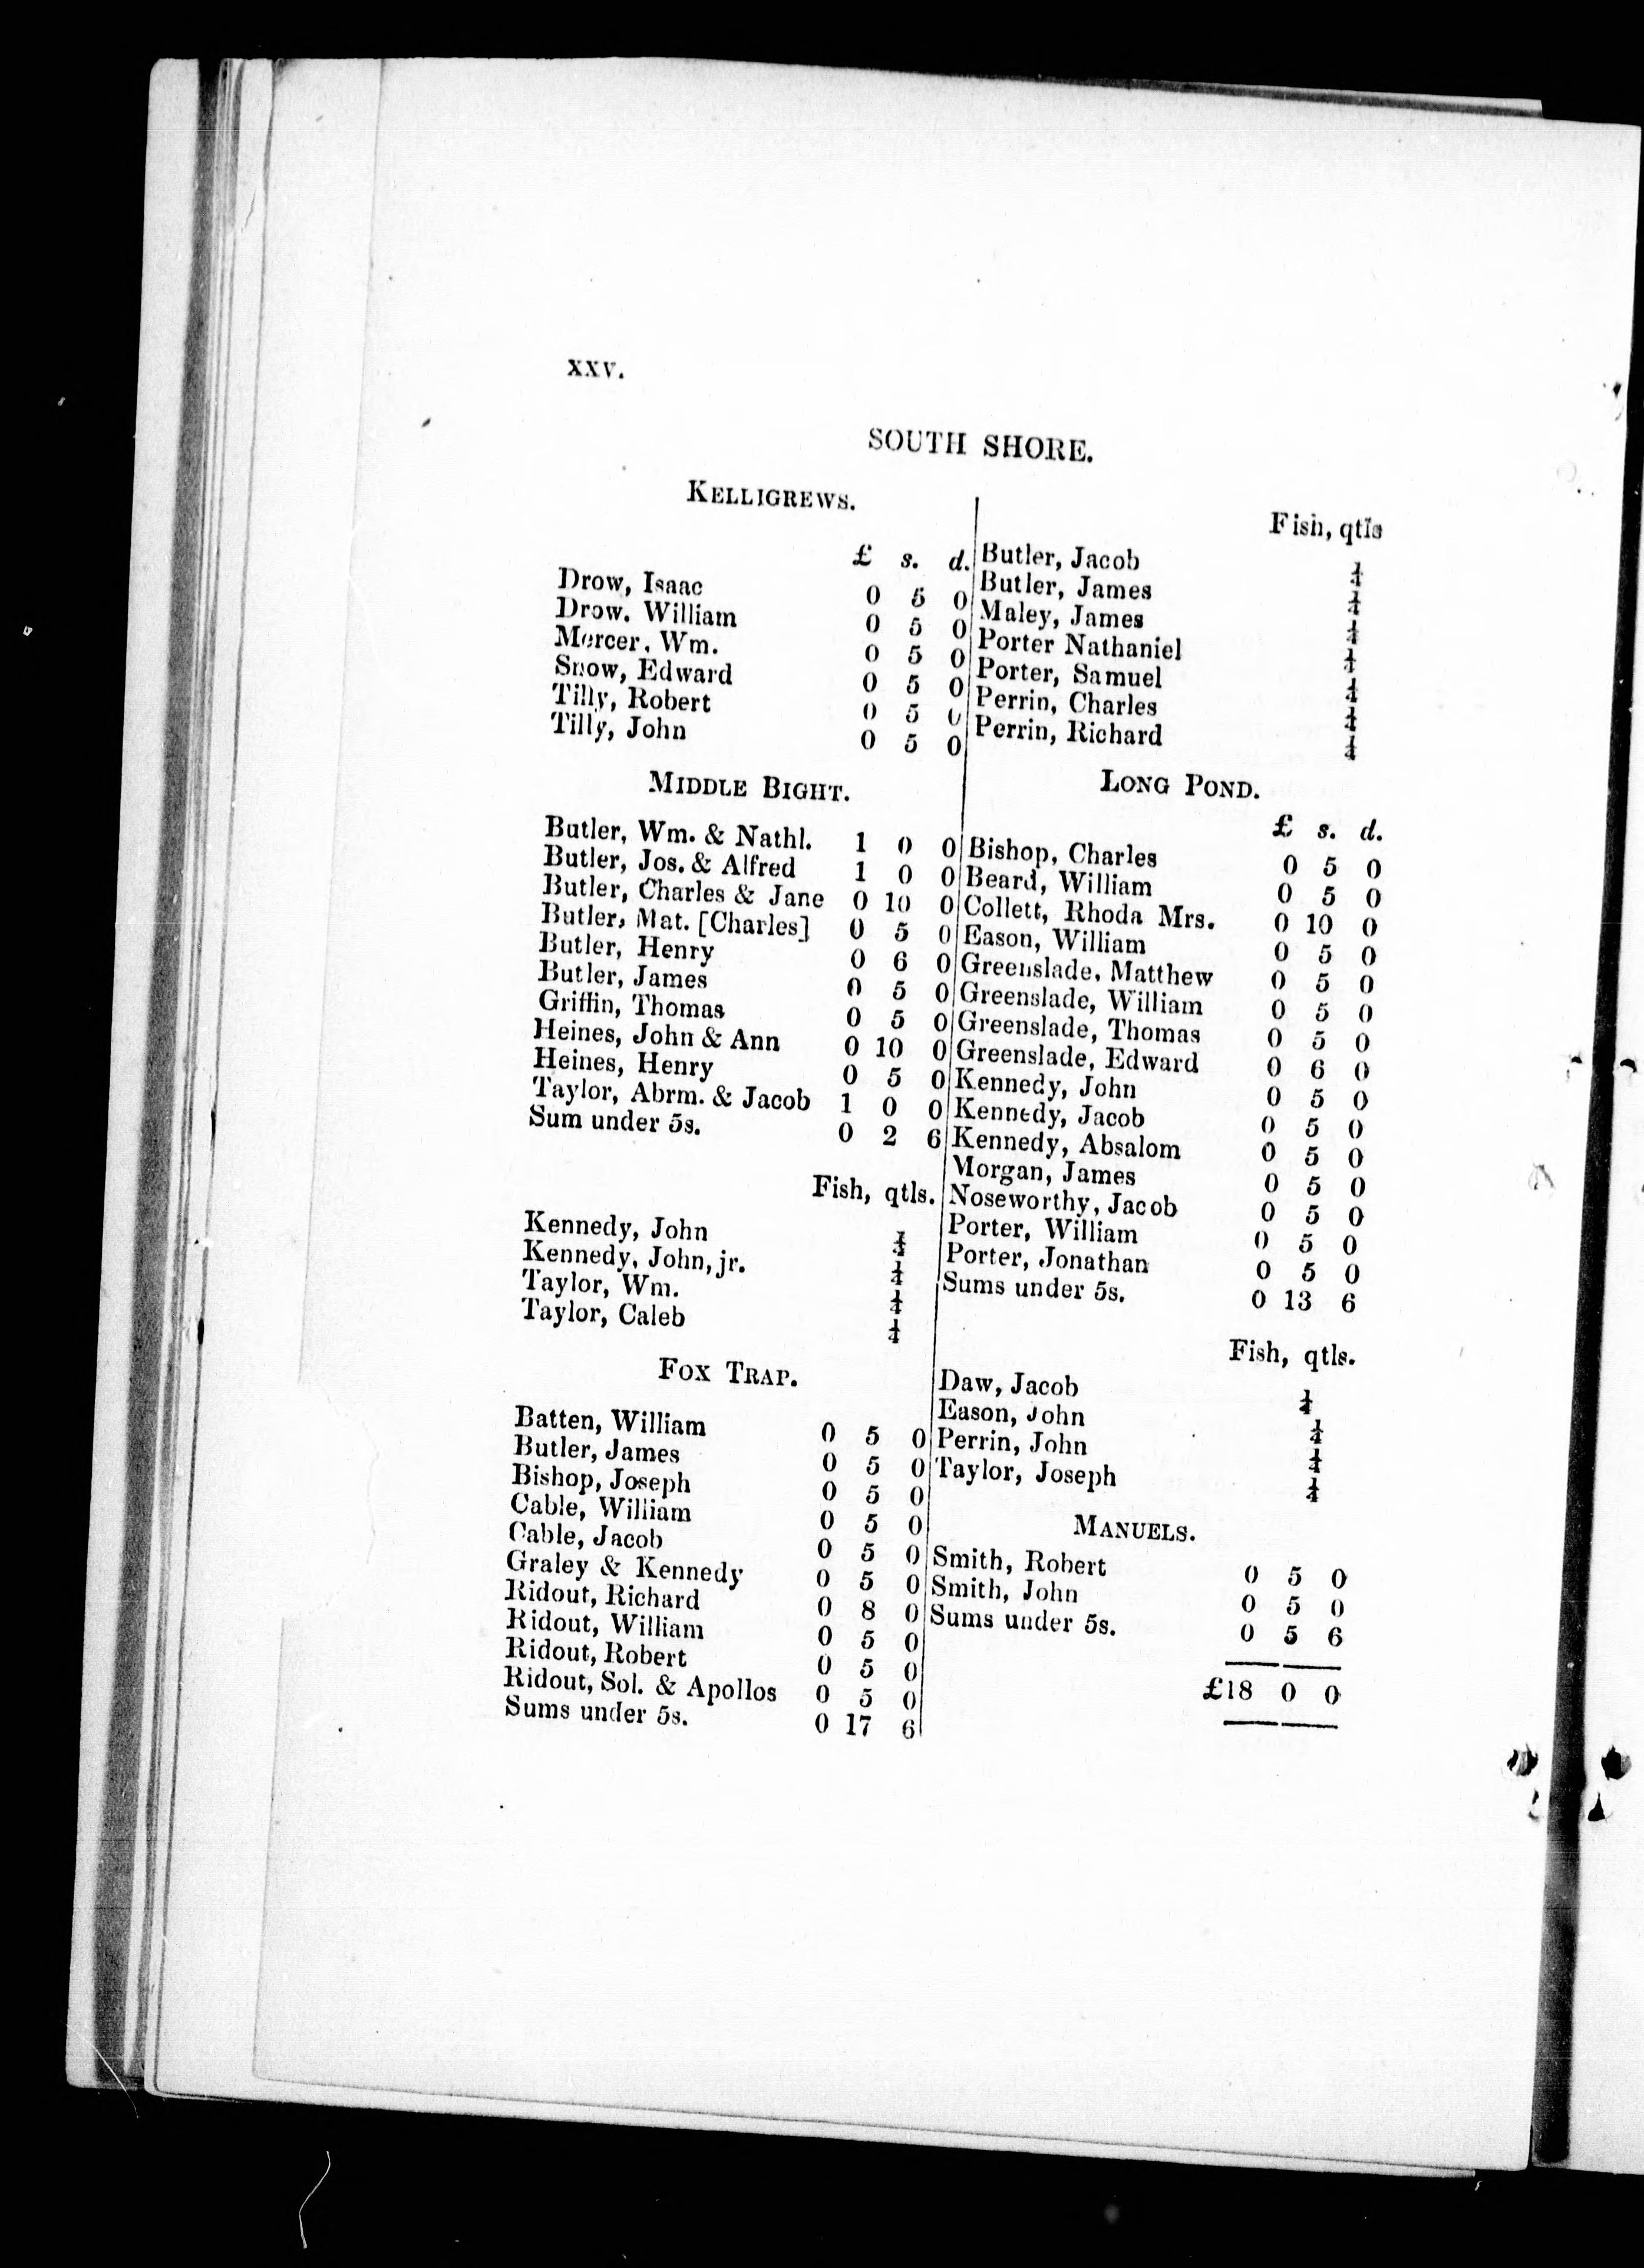 xxv.
SOUTH SHORE.
KELLIGREWS.
£ s. d.
Drow, Isaac 0 5 0
Drow. William 0 5 0
Mercer, Wm. 0 5 0
Snow, Edward 0 5 0
Tilly, Robert 0 5 0
Tilly, John 0 5 0
MIDDLE BIGHT.
Butler, Wm. & Nathl. 1 0 0
Butler, Jos. & Alfred 1 0 0
Butler, Charles & Jane 0 10 0
Butler, Mat. [Charles] 0 5 0
Butler, Henry 0 6 0
Butler, James 0 5 0
Griffin, Thomas 0 5 0
Heines, John & Ann 0 10 0
Heines, Henry 0 5 0
Taylor, Abrm. & Jacob 1 0 0
Sum under 5s. 0 2 6
Fish, qtls.
Kennedy, John ¼
Kennedy, John, jr. ¼
Taylor, Wm. ¼
Taylor, Caleb ¼
FOX TRAP.
Batten, William 0 5 0
Butler, James 0 5 0
Bishop, Joseph 0 5 0
Cable, William 0 5 0
Cable, Jacob 0 5 0
Graley & Kennedy 0 5 0
Ridout, Richard 0 8 0
Ridout, William 0 5 0
Ridout, Robert 0 5 0
Ridout, Sol. & Apollos 0 5 0
Sums under 5s. 0 17 6
Fish, qtls
Butler, Jacob ¼
Butler, James ¼
Maley, James ¼
Porter Nathaniel ¼
Porter, Samuel ¼
Perrin, Charles ¼
Perrin, Richard ¼
LONG POND.
£ s. d.
Bishop, Charles 0 5 0
Beard, William 0 5 0
Collett, Rhoda Mrs. 0 10 0
Eason, William 0 5 0
Greenslade, Matthew 0 5 0
Greenslade, William 0 5 0
Greenslade, Thomas 0 5 0
Greenslade, Edward 0 6 0
Kennedy, John 0 5 0
Kennedy, Jacob 0 5 0
Kennedy, Absalom 0 5 0
Morgan, James 0 5 0
Noseworthy, Jacob 0 5 0
Porter, William 0 5 0
Porter, Jonathan 0 5 0
Sums under 5s. 0 13 6
Fish, qtls.
Daw, Jacob ¼
Eason, John ¼
Perrin, John ¼
Taylor, Joseph ¼
MANUELS.
Smith, Robert 0 5 0
Smith, John 0 5 0
Sums under 5s. 0 5 6
£18 0 0